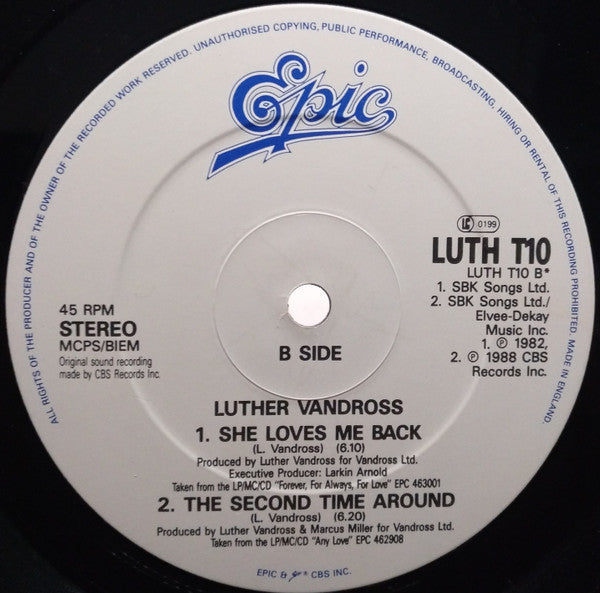 ALL RIGHTS OF THE PRODUCER AND OF THE OWNER OF THE RECORDED WORK RESERVED. UNAUTHORISED COPYING, PUBLIC PERFORMANCE, BROADCASTING, HIRING OR RENTAL OF THIS RECORDING PROHIBITED. MADE IN ENGLAND.
Epic
LC 0199
LUTH T10
LUTH T10 B*
1. SBK Songs Ltd.
2. SBK Songs Ltd./
Elvee-Dekay
Music Inc.
1. ℗ 1982,
2. ℗ 1988 CBS
Records Inc.
45 RPM
STEREO
MCPS/BIEM
Original sound recording
made by CBS Records Inc.
B SIDE
LUTHER VANDROSS
1. SHE LOVES ME BACK
(L. Vandross) (6.10)
Produced by Luther Vandross for Vandross Ltd.
Executive Producer: Larkin Arnold
Taken from the LP/MC/CD "Forever, For Always, For Love" EPC 463001
2. THE SECOND TIME AROUND
(L. Vandross) (6.20)
Produced by Luther Vandross & Marcus Miller for Vandross Ltd.
Taken from the LP/MC/CD "Any Love" EPC 462908
EPIC & CBS INC.